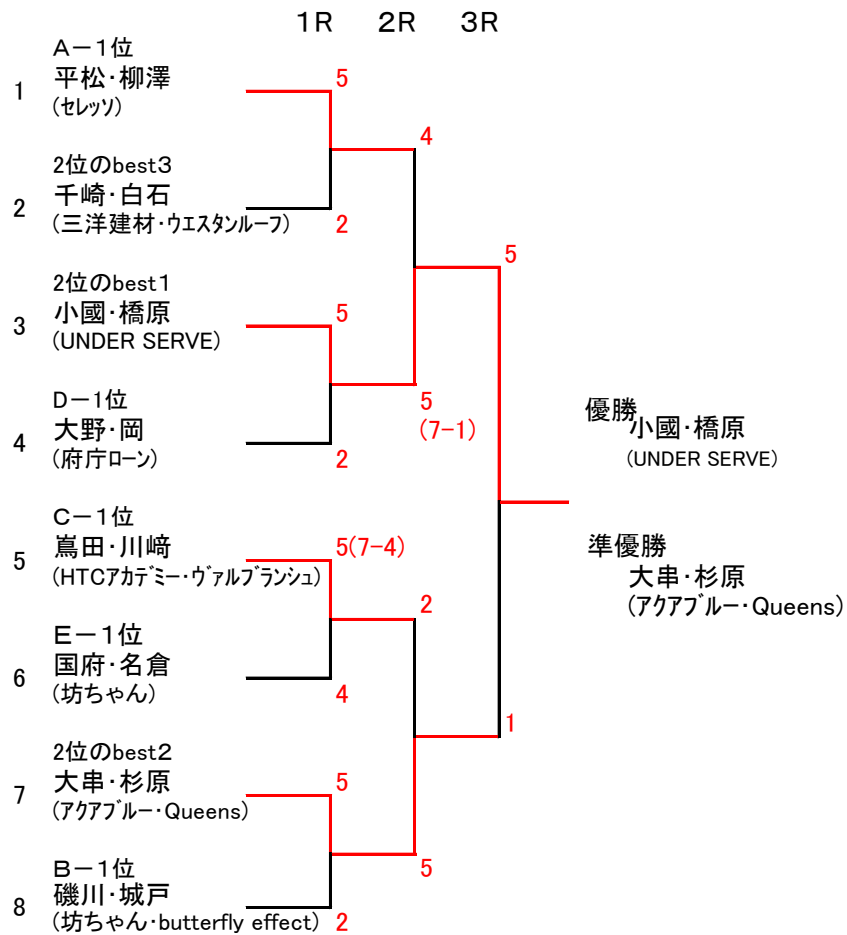 1R 2R 3R
A－1位
1 平松・柳澤 5
(セレッソ)
4
2位のbest3
2 千崎・白石
(三洋建材・ウエスタンルーフ) 2
5
2位のbest1
3 小國・橋原 5
(UNDER SERVE)
D－1位 5
4 大野・岡 (7-1)
(府庁ローン) 2
優勝
小國・橋原
(UNDER SERVE)
C－1位
5 嶌田・川﨑 5(7-4)
(HTCアカデミー・ヴァルブランシュ)
準優勝
大串・杉原
(アクアブルー・Queens)
2
E－1位
6 国府・名倉
(坊ちゃん) 4
1
2位のbest2
7 大串・杉原 5
(アクアブルー・Queens)
B－1位 5
8 磯川・城戸
(坊ちゃん・butterfly effect) 2